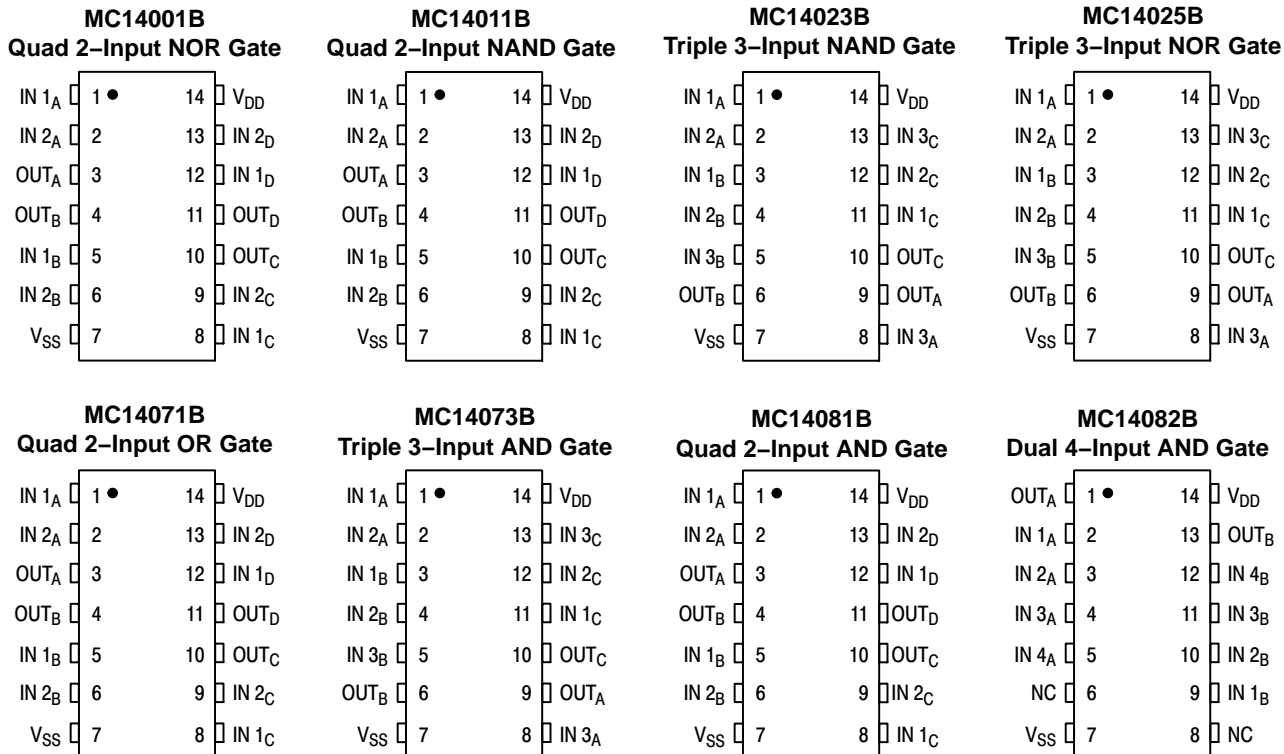 MC14001B
Quad 2–Input NOR Gate
IN 1A 1 14 VDD
IN 2A 2 13 IN 2D
OUTA 3 12 IN 1D
OUTB 4 11 OUTD
IN 1B 5 10 OUTC
IN 2B 6 9 IN 2C
VSS 7 8 IN 1C
MC14011B
Quad 2–Input NAND Gate
IN 1A 1 14 VDD
IN 2A 2 13 IN 2D
OUTA 3 12 IN 1D
OUTB 4 11 OUTD
IN 1B 5 10 OUTC
IN 2B 6 9 IN 2C
VSS 7 8 IN 1C
MC14023B
Triple 3–Input NAND Gate
IN 1A 1 14 VDD
IN 2A 2 13 IN 3C
IN 1B 3 12 IN 2C
IN 2B 4 11 IN 1C
IN 3B 5 10 OUTC
OUTB 6 9 OUTA
VSS 7 8 IN 3A
MC14025B
Triple 3–Input NOR Gate
IN 1A 1 14 VDD
IN 2A 2 13 IN 3C
IN 1B 3 12 IN 2C
IN 2B 4 11 IN 1C
IN 3B 5 10 OUTC
OUTB 6 9 OUTA
VSS 7 8 IN 3A
MC14071B
Quad 2–Input OR Gate
IN 1A 1 14 VDD
IN 2A 2 13 IN 2D
OUTA 3 12 IN 1D
OUTB 4 11 OUTD
IN 1B 5 10 OUTC
IN 2B 6 9 IN 2C
VSS 7 8 IN 1C
MC14073B
Triple 3–Input AND Gate
IN 1A 1 14 VDD
IN 2A 2 13 IN 3C
IN 1B 3 12 IN 2C
IN 2B 4 11 IN 1C
IN 3B 5 10 OUTC
OUTB 6 9 OUTA
VSS 7 8 IN 3A
MC14081B
Quad 2–Input AND Gate
IN 1A 1 14 VDD
IN 2A 2 13 IN 2D
OUTA 3 12 IN 1D
OUTB 4 11 OUTD
IN 1B 5 10 OUTC
IN 2B 6 9 IN 2C
VSS 7 8 IN 1C
MC14082B
Dual 4–Input AND Gate
OUTA 1 14 VDD
IN 1A 2 13 OUTB
IN 2A 3 12 IN 4B
IN 3A 4 11 IN 3B
IN 4A 5 10 IN 2B
NC 6 9 IN 1B
VSS 7 8 NC